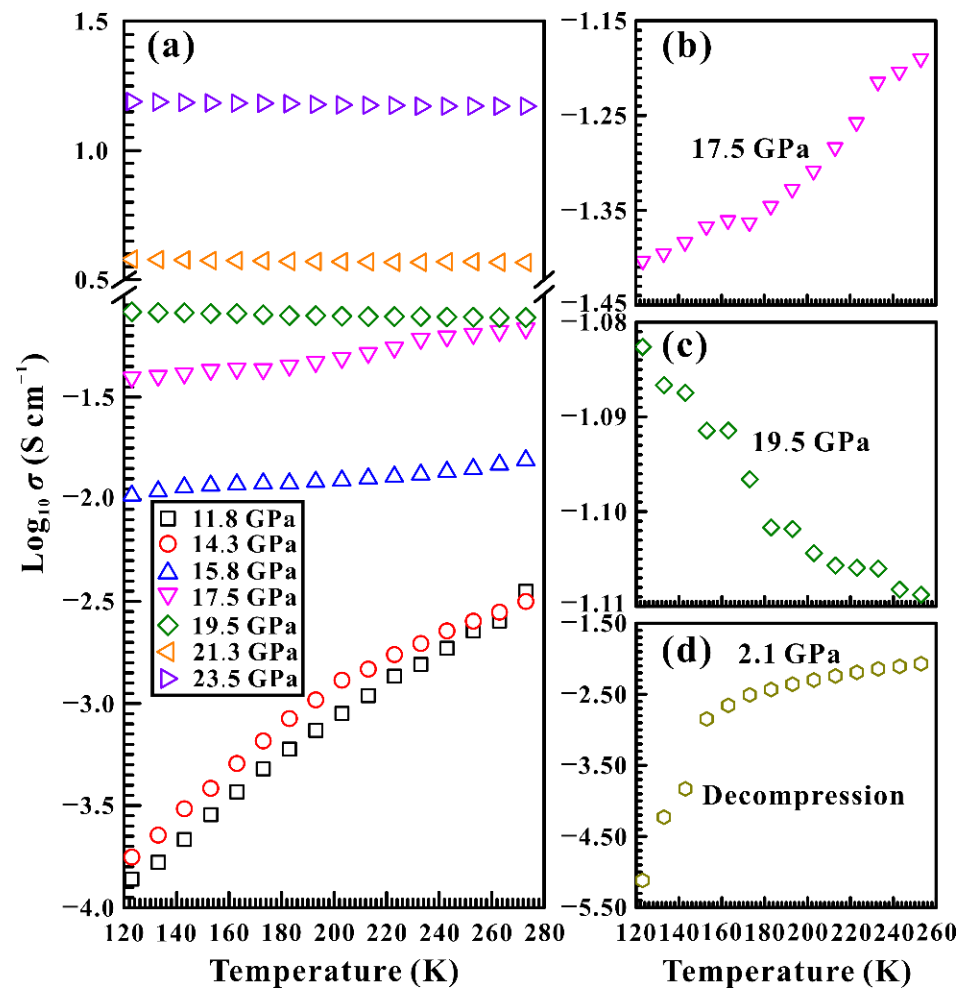 (a)
1.5
1.0
0.5
−1.5
−2.0
−2.5
−3.0
−3.5
−4.0
Log₁₀ σ (S cm⁻¹)
11.8 GPa
14.3 GPa
15.8 GPa
17.5 GPa
19.5 GPa
21.3 GPa
23.5 GPa
120 140 160 180 200 220 240 260 280
Temperature (K)
(b)
−1.15
−1.25
−1.35
−1.45
17.5 GPa
(c)
−1.08
−1.09
−1.10
−1.11
19.5 GPa
(d)
2.1 GPa
−1.50
−2.50
−3.50
−4.50
−5.50
Decompression
120 140 160 180 200 220 240 260
Temperature (K)